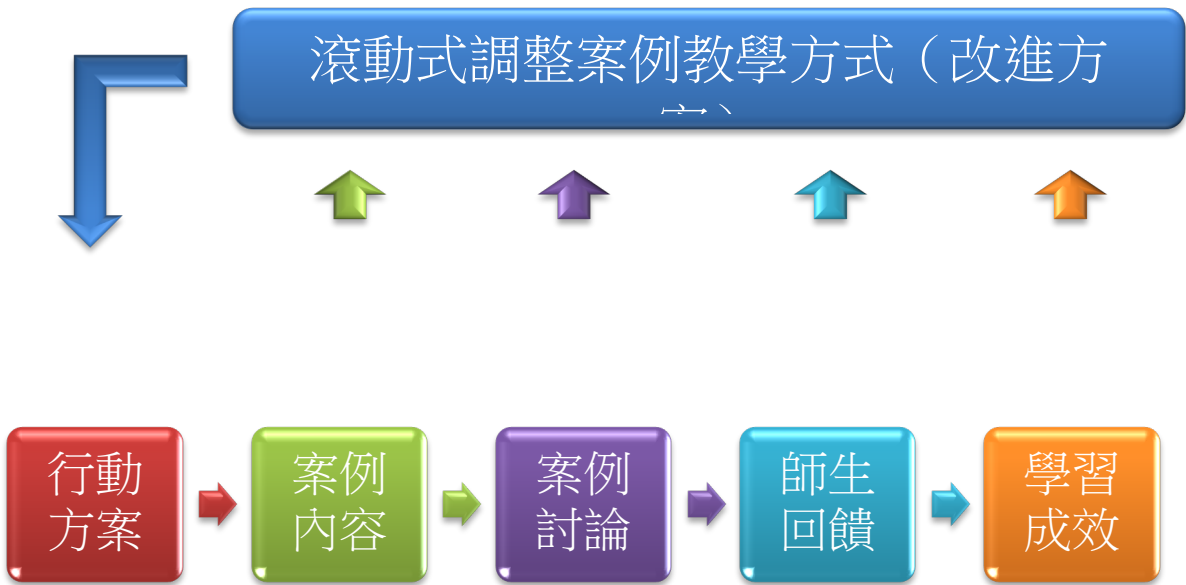 滾動式調整案例教學方式（改進方
行動
方案
案例
內容
案例
討論
師生
回饋
學習
成效